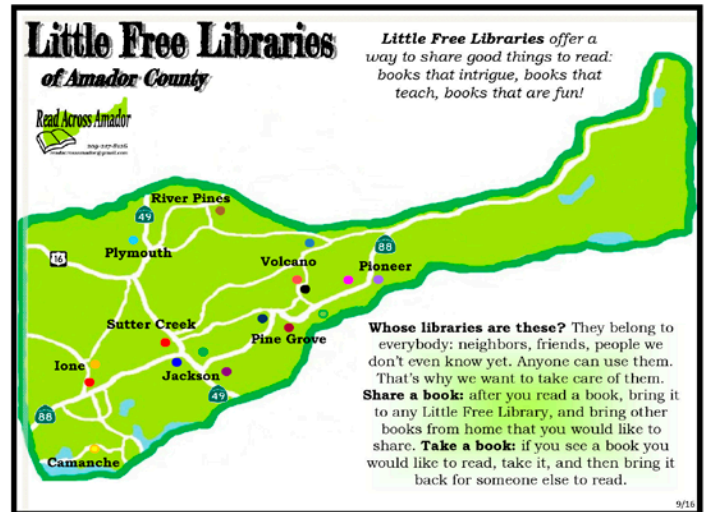 Little Free Libraries
of Amador County
Little Free Libraries offer a
way to share good things to read:
books that intrigue, books that
teach, books that are fun!
Read Across Amador
River Pines
49
88
16
Plymouth
Volcano
Pioneer
Sutter Creek
Pine Grove
Ione
Jackson
49
88
Camanche
Whose libraries are these? They belong to
everybody: neighbors, friends, people we
don't even know yet. Anyone can use them.
That's why we want to take care of them.
Share a book: after you read a book, bring it
to any Little Free Library, and bring other
books from home that you would like to
share. Take a book: if you see a book you
would like to read, take it, and then bring it
back for someone else to read.
9/16